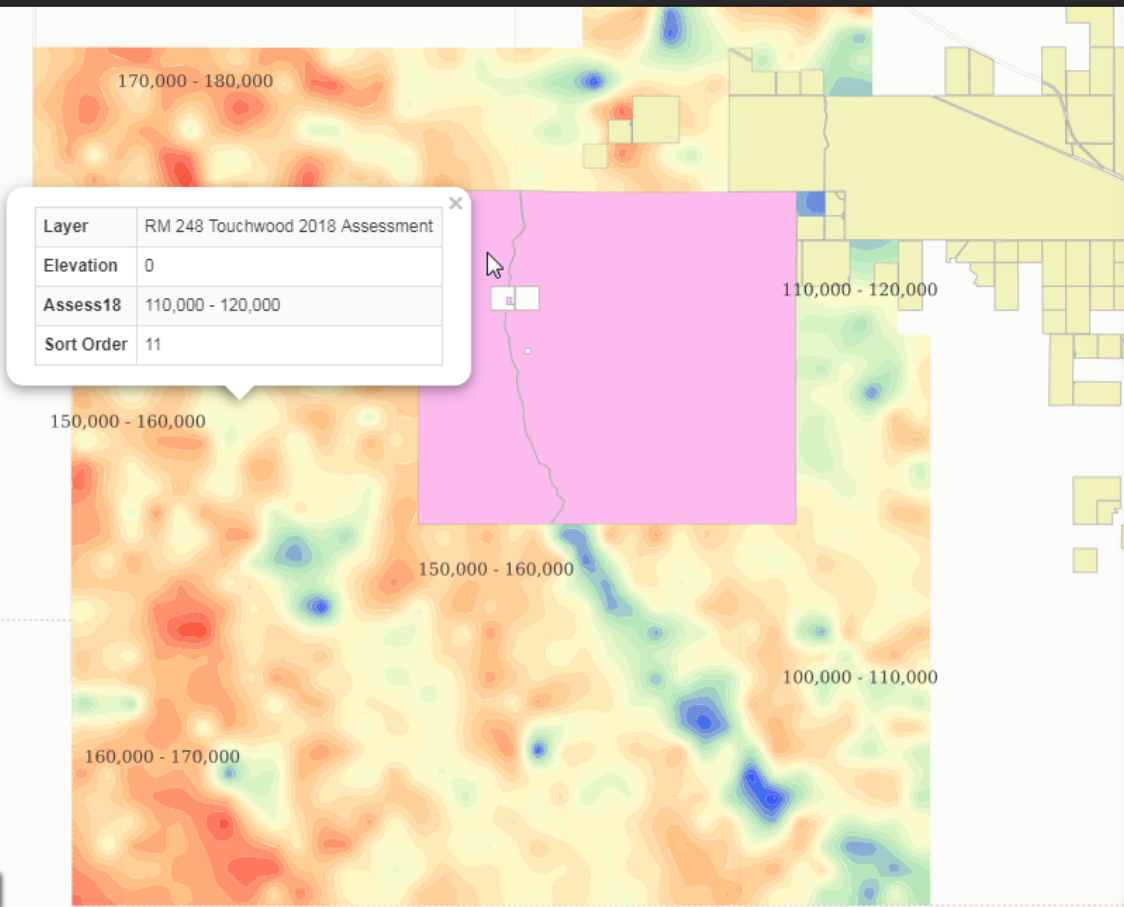 170,000 - 180,000
×
Layer RM 248 Touchwood 2018 Assessment
Elevation 0
Assess18 110,000 - 120,000
Sort Order 11
110,000 - 120,000
150,000 - 160,000
150,000 - 160,000
100,000 - 110,000
160,000 - 170,000